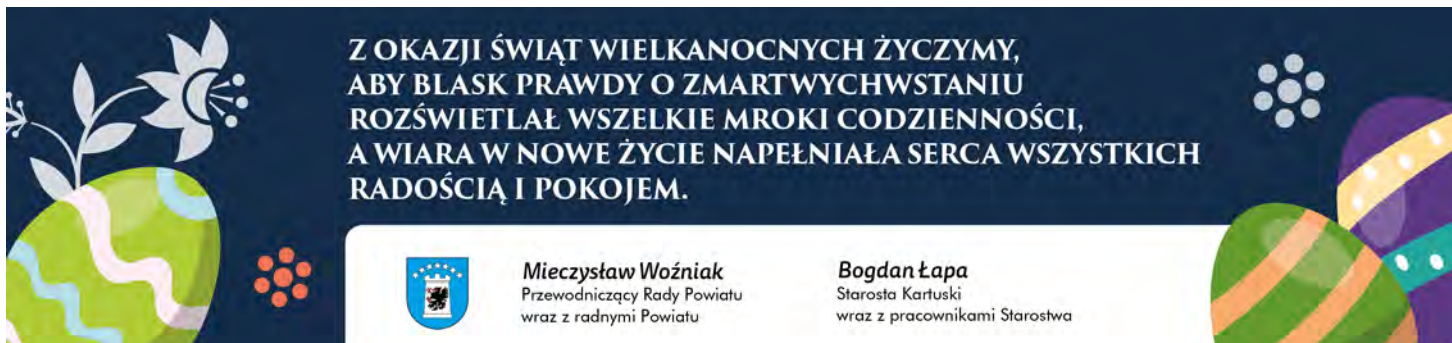 Z OKAZJI ŚWIĄT WIELKANOCNYCH ŻYCZYMY,
ABY BLASK PRAWDY O ZMARTWYCHWSTANIU
ROZŚWIETLAŁ WSZELKIE MROKI CODZIENNOŚCI,
A WIARA W NOWE ŻYCIE NAPEŁNIAŁA SERCA WSZYSTKICH
RADOŚCIĄ I POKOJEM.
Mieczysław Woźniak
Przewodniczący Rady Powiatu
wraz z radnymi Powiatu
Bogdan Łapa
Starosta Kartuski
wraz z pracownikami Starostwa